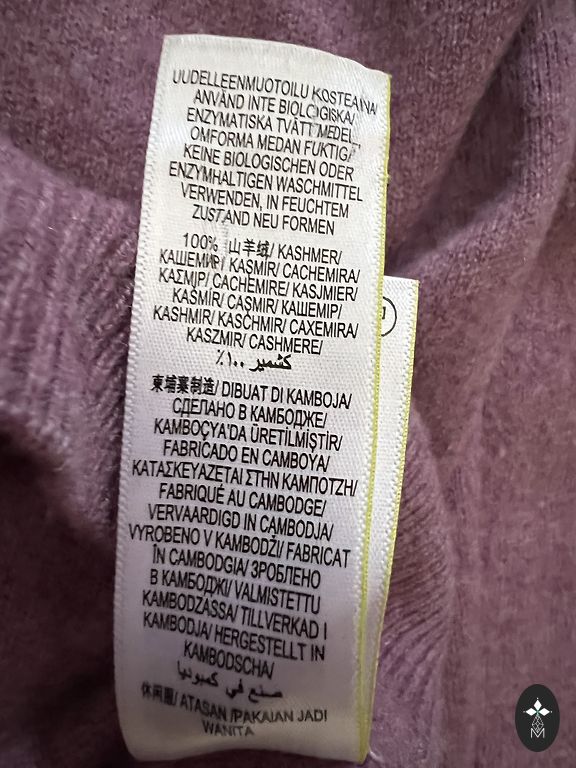 UUDELLEENMUOTOILU KOSTEANA/
ANVÄND INTE BIOLOGISKA/
ENZYMATISKA TVÄTTMEDEL
OMFORMA MEDAN FUKTIG/
KEINE BIOLOGISCHEN ODER
ENZYMHALTIGEN WASCHMITTEL
VERWENDEN, IN FEUCHTEM
ZUSTAND NEU FORMEN
100% 山羊绒/ KASHMER/
КАШЕМИР/ KAŞMİR/ CACHEMIRA/
ΚΑΣΜΙΡ/ CACHEMIRE/ KASJMIER/
KAŠMÍR/ CAŞMIR/ КАШЕМІР/
KASHMIR/ KASCHMIR/ CAXEMIRA/
KASZMIR/ CASHMERE/
كشمير ١٠٠٪
柬埔寨制造/ DIBUAT DI KAMBOJA/
СДЕЛАНО В КАМБОДЖЕ/
KAMBOÇYA'DA ÜRETİLMİŞTİR/
FABRICADO EN CAMBOYA/
ΚΑΤΑΣΚΕΥΑΖΕΤΑΙ ΣΤΗΝ ΚΑΜΠΟΤΖΗ/
FABRIQUÉ AU CAMBODGE/
VERVAARDIGD IN CAMBODJA/
VYROBENO V KAMBODŽI/ FABRICAT
ÎN CAMBODGIA/ ЗРОБЛЕНО
В КАМБОДЖІ/ VALMISTETTU
KAMBODZASSA/ TILLVERKAD I
KAMBODJA/ HERGESTELLT IN
KAMBODSCHA/
صنع في كمبوديا
休闲服/ ATASAN /PAKAIAN JADI
WANITA
M